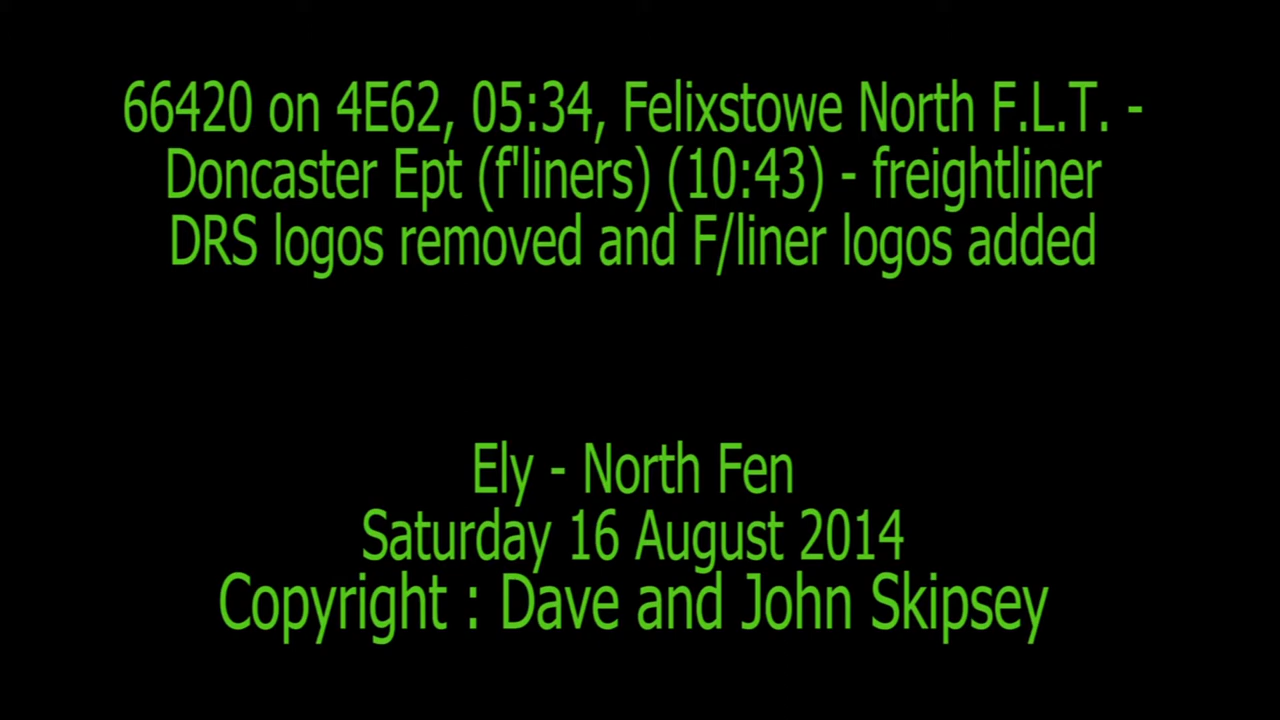 66420 on 4E62, 05:34, Felixstowe North F.L.T. -
Doncaster Ept (f'liners) (10:43) - freightliner
DRS logos removed and F/liner logos added
Ely - North Fen
Saturday 16 August 2014
Copyright : Dave and John Skipsey